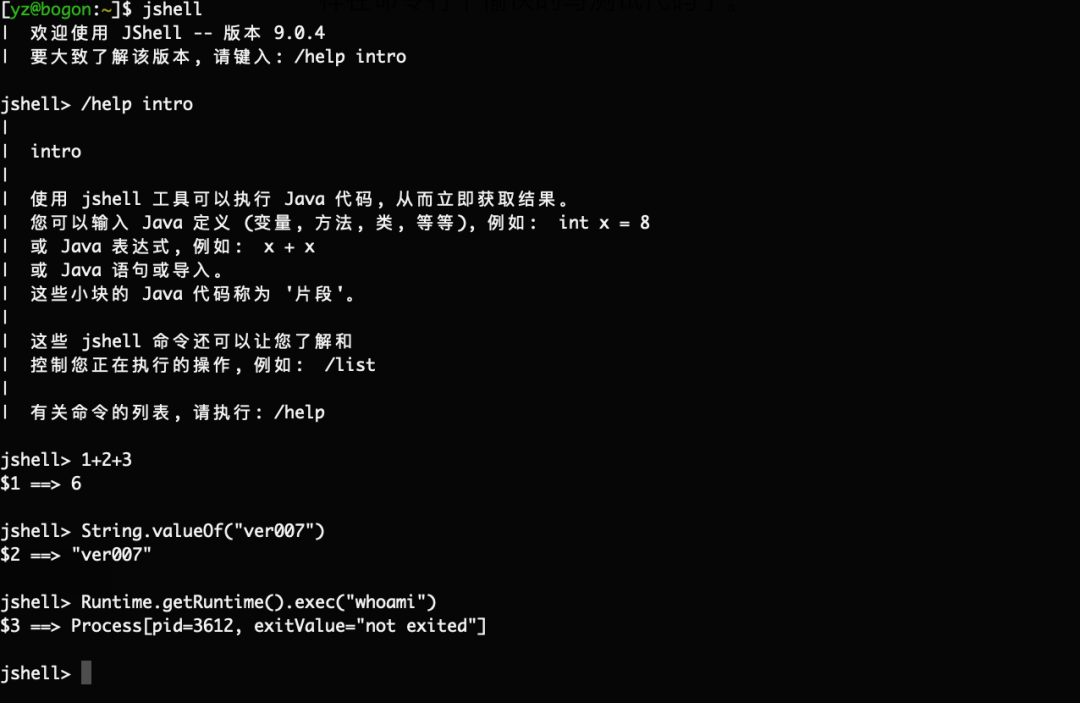 [yz@bogon:~]$ jshell
|  欢迎使用 JShell -- 版本 9.0.4
|  要大致了解该版本, 请键入: /help intro
jshell> /help intro
|
|  intro
|
|  使用 jshell 工具可以执行 Java 代码，从而立即获取结果。
|  您可以输入 Java 定义 (变量，方法，类，等等)，例如： int x = 8
|  或 Java 表达式，例如： x + x
|  或 Java 语句或导入。
|  这些小块的 Java 代码称为 '片段'。
|
|  这些 jshell 命令还可以让您了解和
|  控制您正在执行的操作，例如： /list
|
|  有关命令的列表，请执行: /help
jshell> 1+2+3
$1 ==> 6
jshell> String.valueOf("ver007")
$2 ==> "ver007"
jshell> Runtime.getRuntime().exec("whoami")
$3 ==> Process[pid=3612, exitValue="not exited"]
jshell>